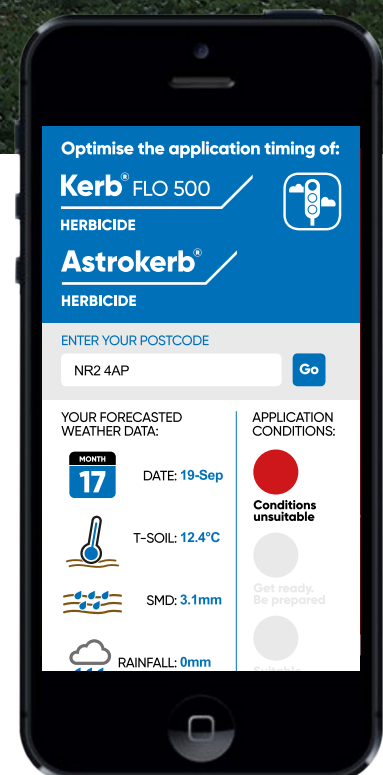 Optimise the application timing of:
Kerb® FLO 500
HERBICIDE
Astrokerb®
HERBICIDE
ENTER YOUR POSTCODE
NR2 4AP
Go
YOUR FORECASTED
WEATHER DATA:
MONTH
17
DATE: 19-Sep
T-SOIL: 12.4°C
SMD: 3.1mm
RAINFALL: 0mm
APPLICATION
CONDITIONS:
Conditions
unsuitable
Get ready.
Be prepared
Suitable